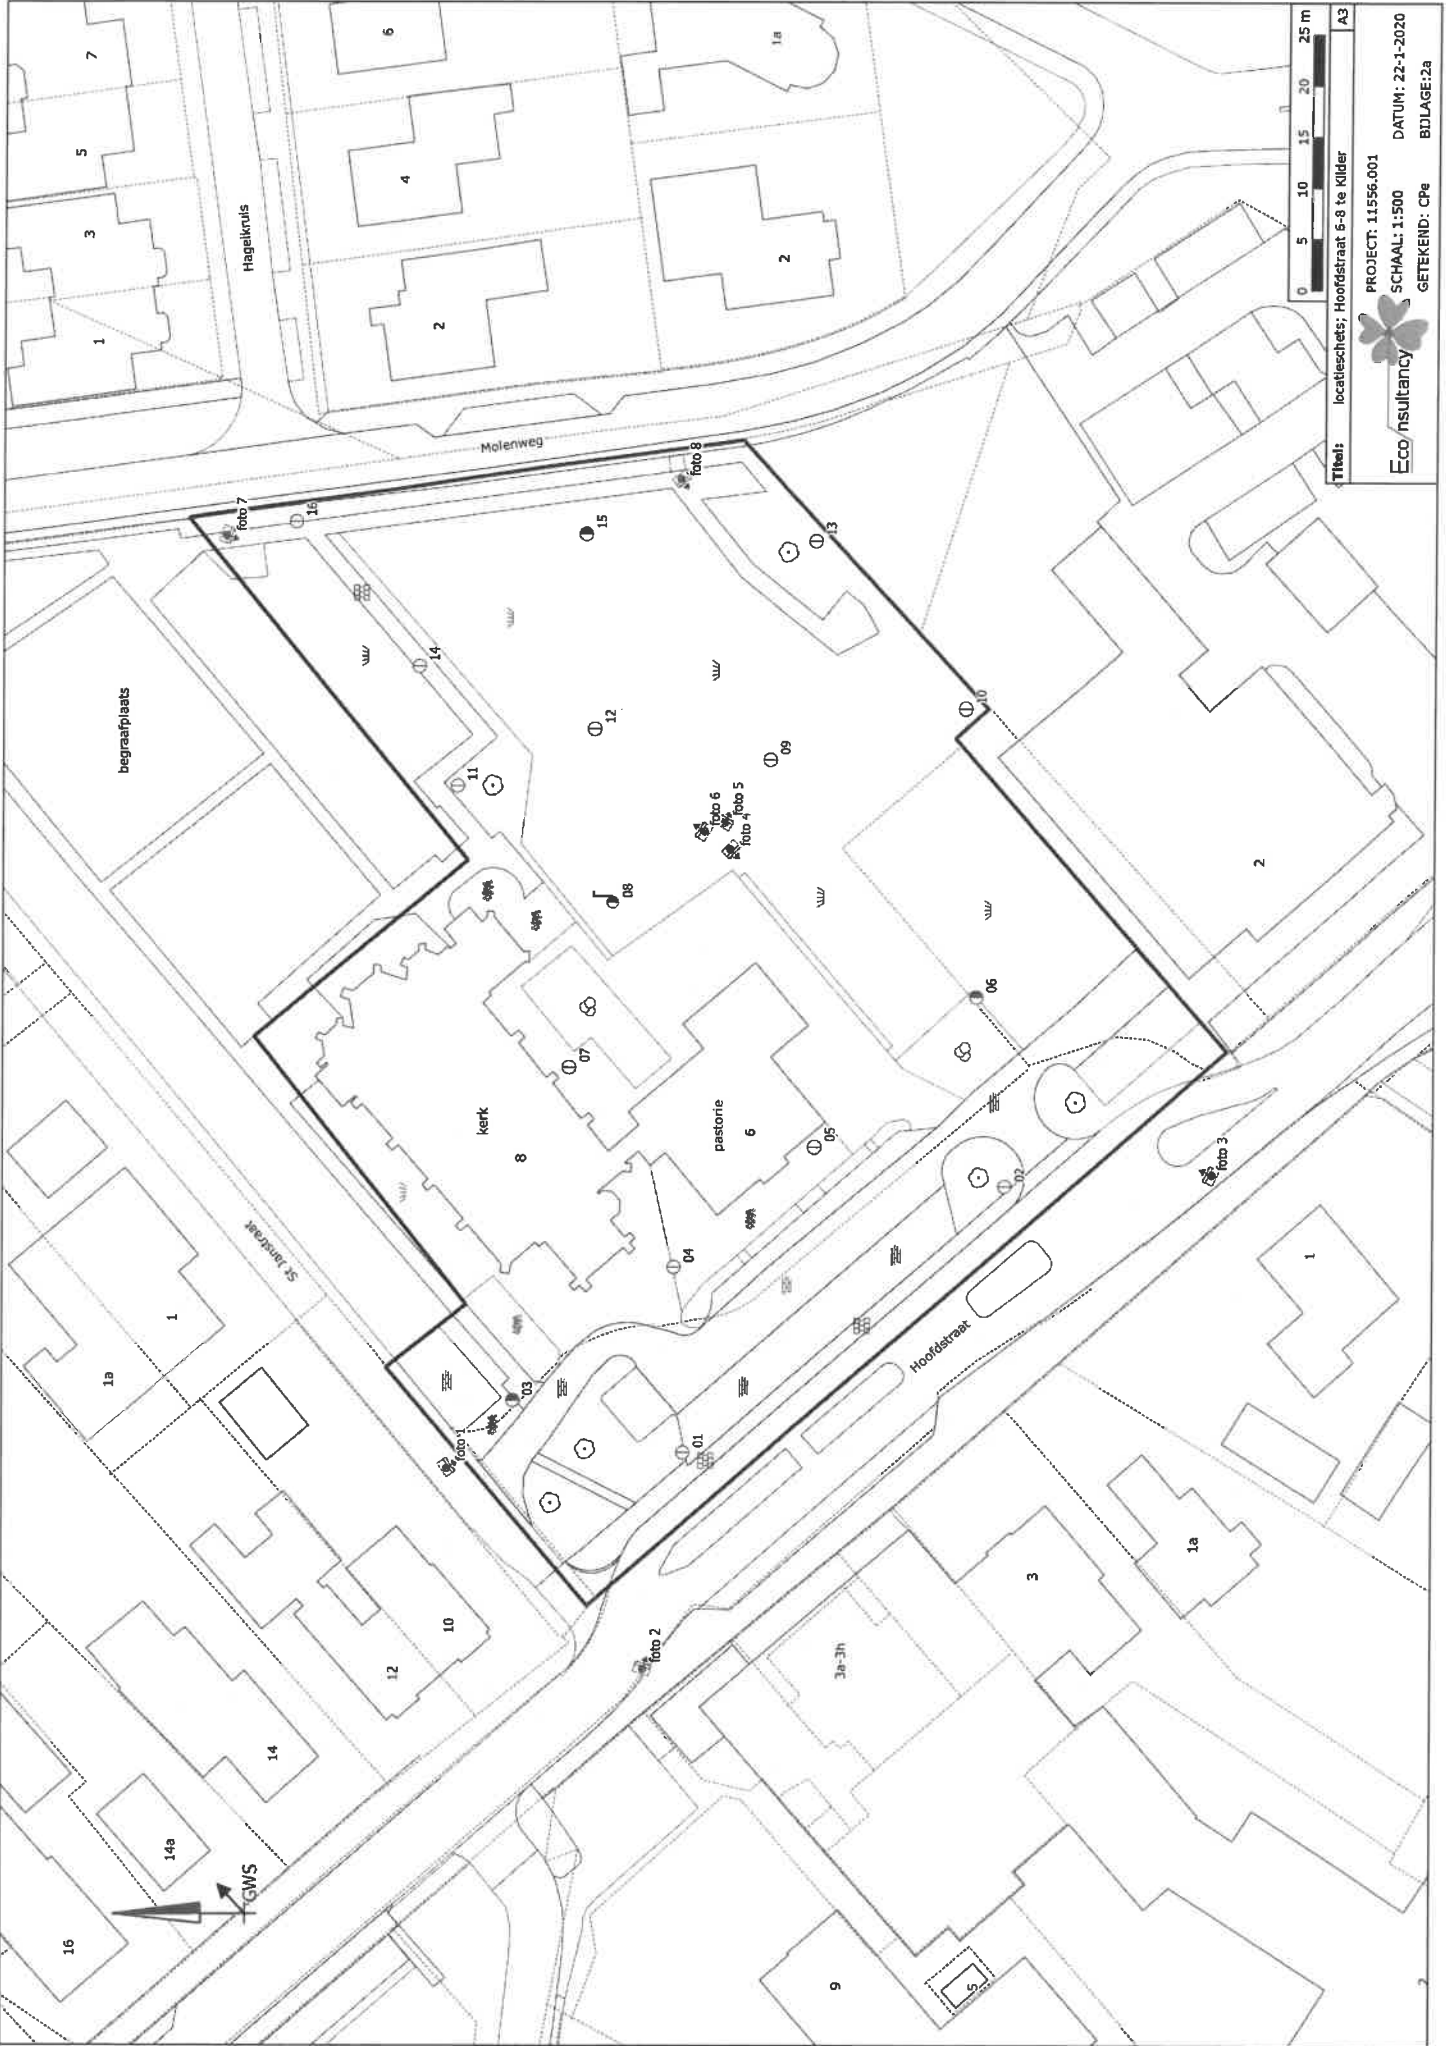 16
14a
14
12
10
1a
1
St Janstraat
begraafplaats
1
3
5
7
Hagelkruis
2
4
6
2
1a
Molenweg
foto 7
16
14
11
12
15
foto 8
13
10
09
foto 6
foto 5
foto 4
08
07
kerk
8
pastorie
6
05
06
04
03
foto 1
01
02
foto 2
foto 3
Hoofdstraat
2
1
1a
3
3a-3h
9
5
GWS
0 5 10 15 20 25 m
Titel: locatieschets; Hoofdstraat 6-8 te Kilder A3
PROJECT: 11556.001
SCHAAL: 1:500 DATUM: 22-1-2020
GETEKEND: CPe BIJLAGE:2a
Econsultancy